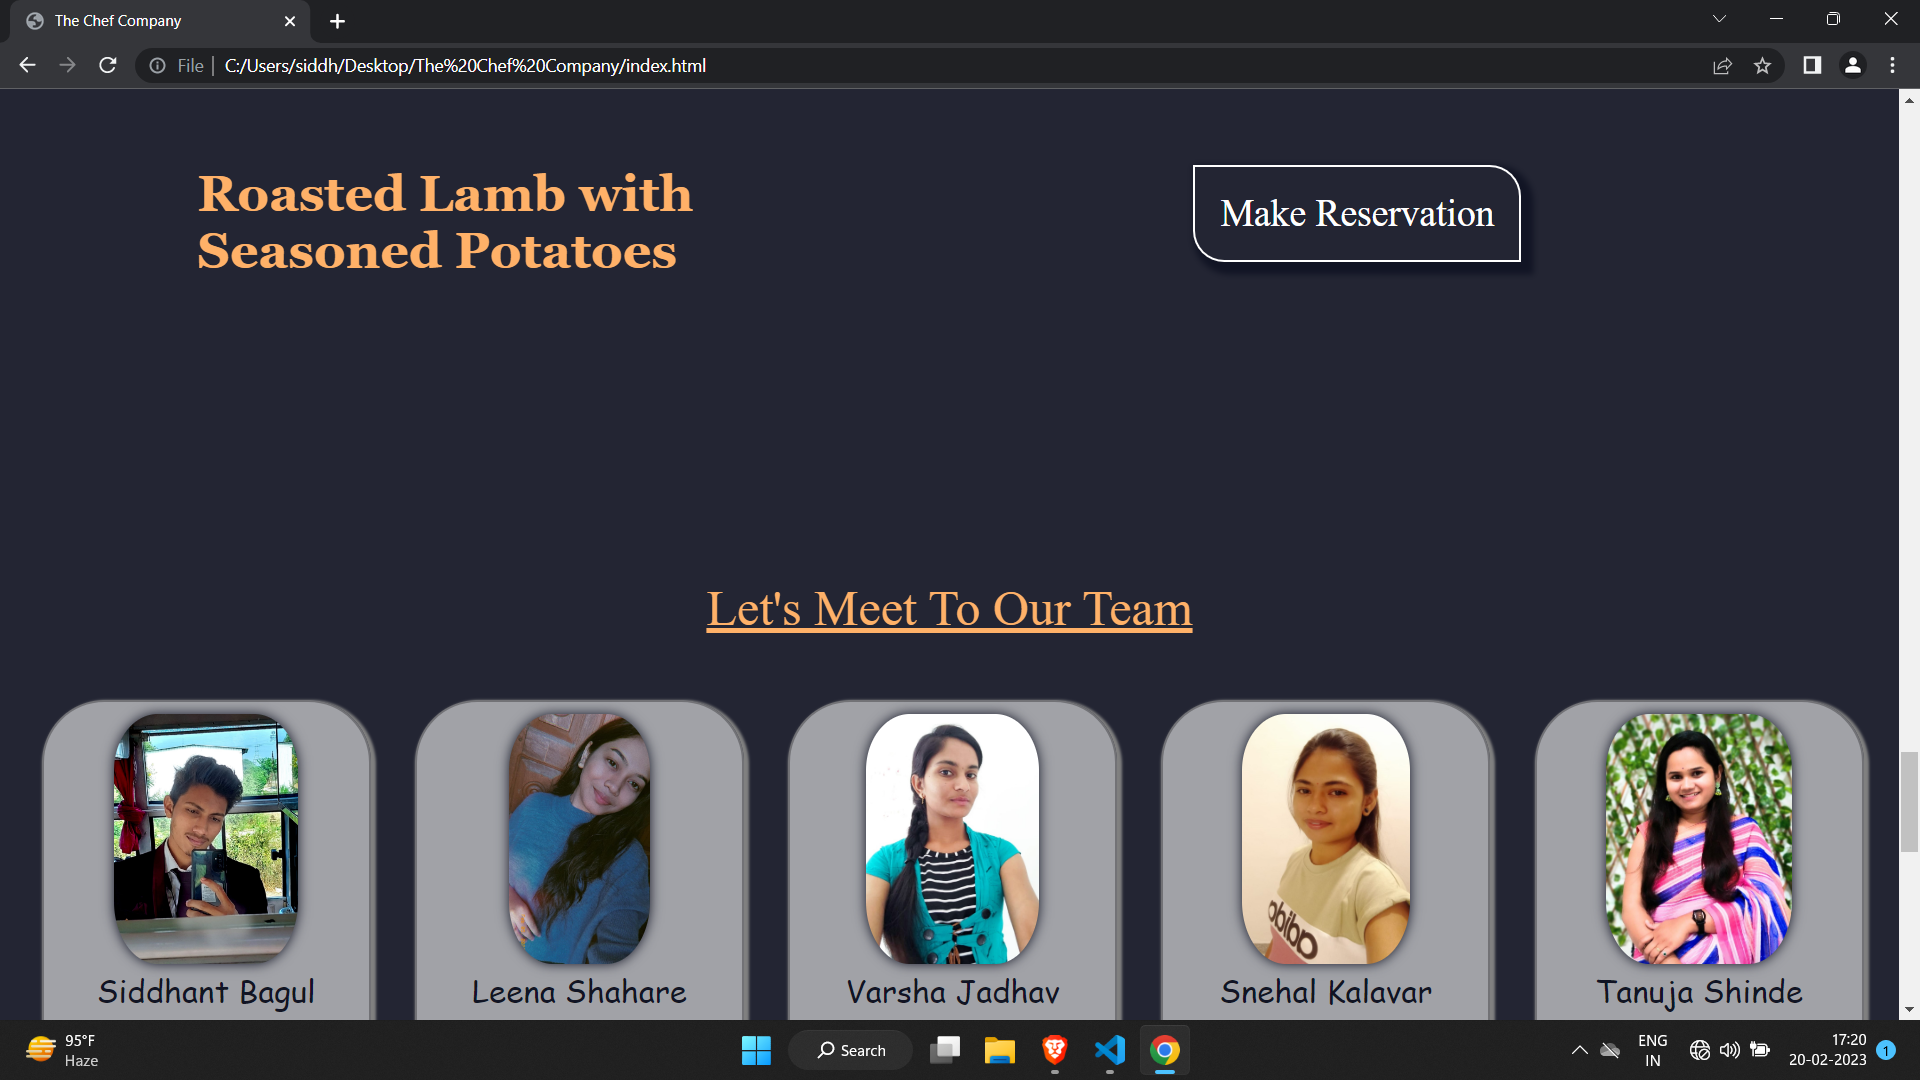 The Chef Company
File
C:/Users/siddh/Desktop/The%20Chef%20Company/index.html
Roasted Lamb with
Seasoned Potatoes
Make Reservation
Let's Meet To Our Team
Siddhant Bagul
Leena Shahare
Varsha Jadhav
Snehal Kalavar
Tanuja Shinde
95°F
Haze
Search
ENG
IN
17:20
20-02-2023
1